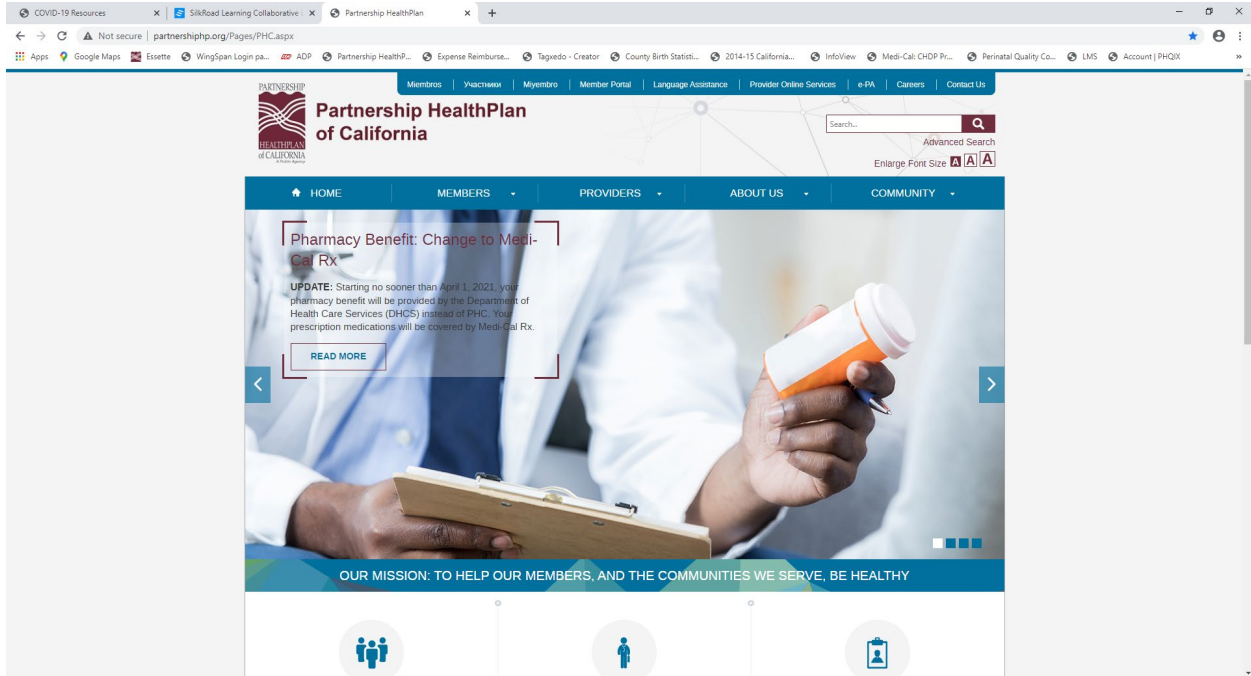 COVID-19 Resources
SilkRoad Learning Collaborative
Partnership HealthPlan
Not secure | partnershiphp.org/Pages/PHC.aspx
Apps Google Maps Essette WingSpan Login pa... ADP Partnership HealthP... Expense Reimburse... Tagxedo - Creator County Birth Statisti... 2014-15 California... InfoView Medi-Cal: CHDP Pr... Perinatal Quality Co... LMS Account | PHQIX »
Miembros | Участники | Miyembro | Member Portal | Language Assistance | Provider Online Services | e-PA | Careers | Contact Us
PARTNERSHIP
HEALTHPLAN
of CALIFORNIA
A Public Agency
Partnership HealthPlan
of California
Search...
Advanced Search
Enlarge Font Size A A A
HOME MEMBERS PROVIDERS ABOUT US COMMUNITY
Pharmacy Benefit: Change to Medi-
Cal Rx
UPDATE: Starting no sooner than April 1, 2021, your
pharmacy benefit will be provided by the Department of
Health Care Services (DHCS) instead of PHC. Your
prescription medications will be covered by Medi-Cal Rx.
READ MORE
OUR MISSION: TO HELP OUR MEMBERS, AND THE COMMUNITIES WE SERVE, BE HEALTHY